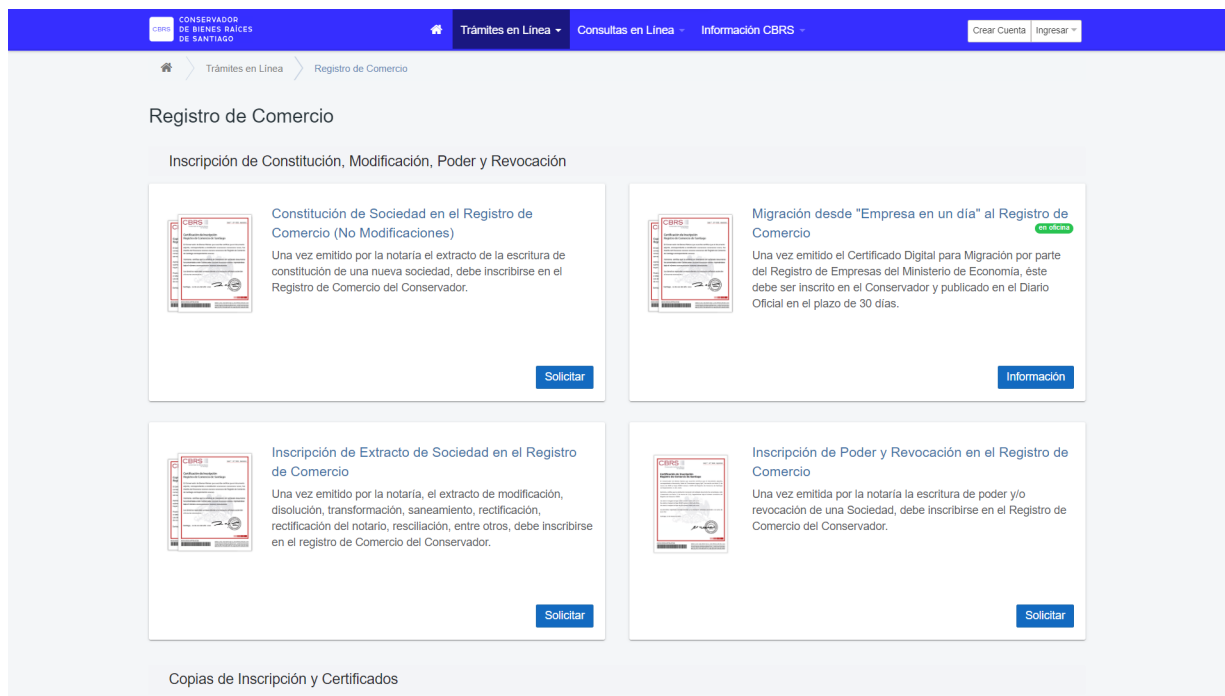 CBRS
CONSERVADOR
DE BIENES RAÍCES
DE SANTIAGO
Trámites en Línea
Consultas en Línea
Información CBRS
Crear Cuenta
Ingresar
Trámites en Línea
Registro de Comercio
Registro de Comercio
Inscripción de Constitución, Modificación, Poder y Revocación
CBRS
Constitución de Sociedad en el Registro de
Comercio (No Modificaciones)
Una vez emitido por la notaría el extracto de la escritura de
constitución de una nueva sociedad, debe inscribirse en el
Registro de Comercio del Conservador.
Solicitar
CBRS
Migración desde "Empresa en un día" al Registro de
Comercio
en oficina
Una vez emitido el Certificado Digital para Migración por parte
del Registro de Empresas del Ministerio de Economía, éste
debe ser inscrito en el Conservador y publicado en el Diario
Oficial en el plazo de 30 días.
Información
CBRS
Inscripción de Extracto de Sociedad en el Registro
de Comercio
Una vez emitido por la notaría, el extracto de modificación,
disolución, transformación, saneamiento, rectificación,
rectificación del notario, resciliación, entre otros, debe inscribirse
en el registro de Comercio del Conservador.
Solicitar
CBRS
Inscripción de Poder y Revocación en el Registro de
Comercio
Una vez emitida por la notaría la escritura de poder y/o
revocación de una Sociedad, debe inscribirse en el Registro de
Comercio del Conservador.
Solicitar
Copias de Inscripción y Certificados